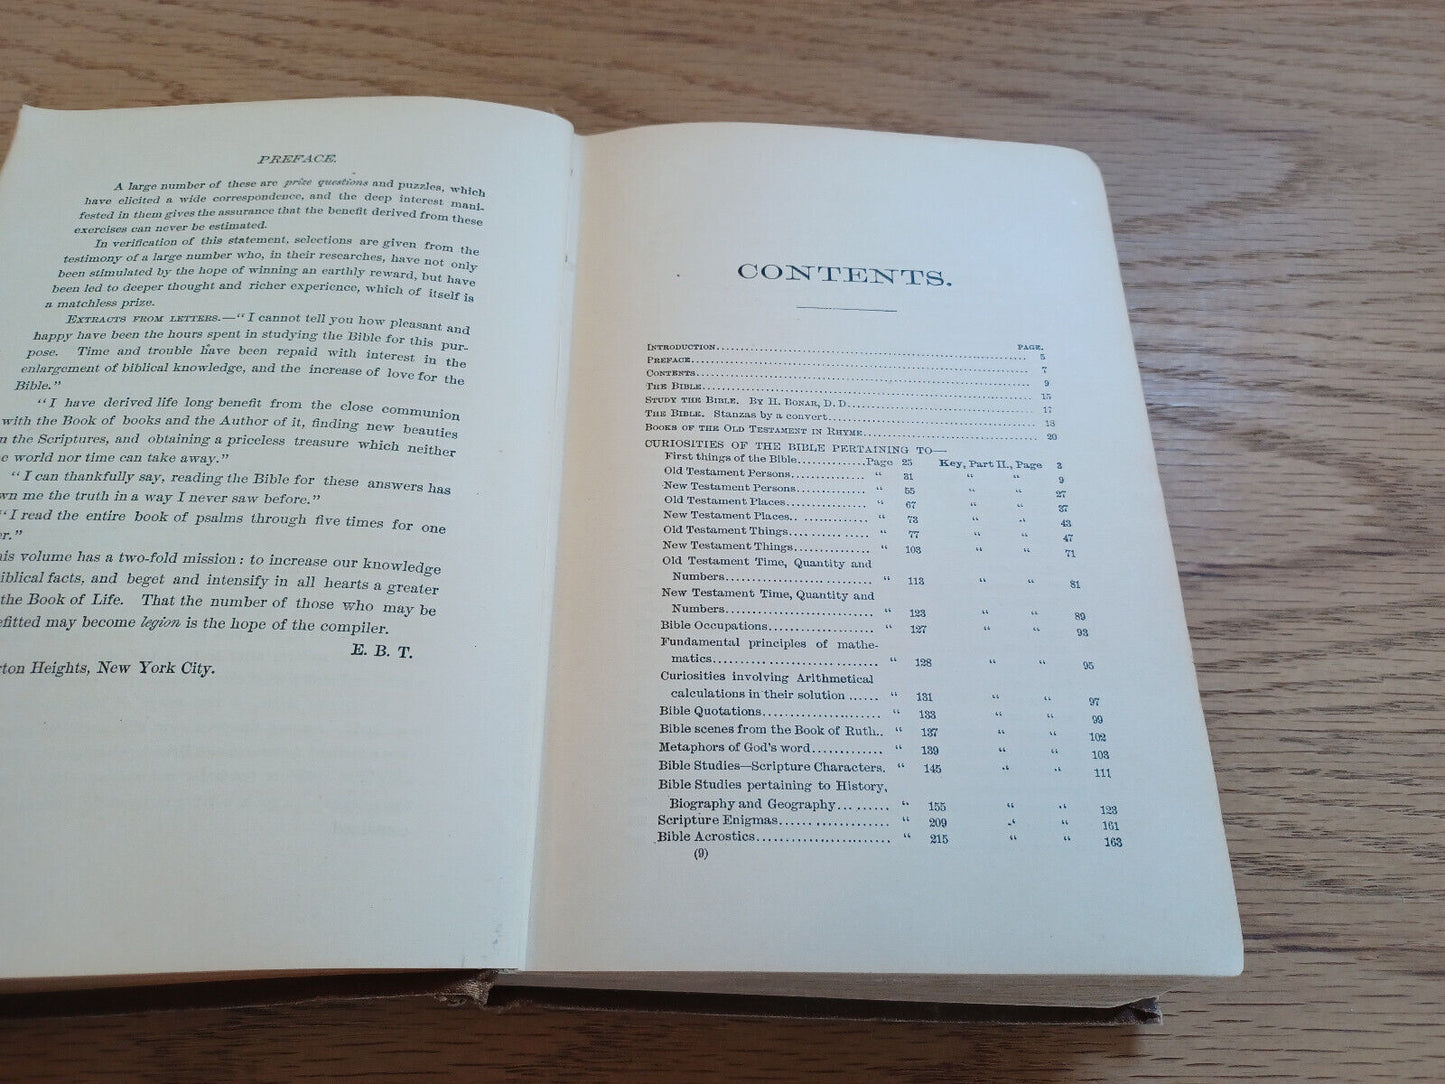 PREFACE.
A large number of these are prize questions and puzzles, which
have elicited a wide correspondence, and the deep interest mani-
fested in them gives the assurance that the benefit derived from these
exercises can never be estimated.
In verification of this statement, selections are given from the
testimony of a large number who, in their researches, have not only
been stimulated by the hope of winning an earthly reward, but have
been led to deeper thought and richer experience, which of itself is
a matchless prize.
EXTRACTS FROM LETTERS.—"I cannot tell you how pleasant and
happy have been the hours spent in studying the Bible for this pur-
pose. Time and trouble have been repaid with interest in the
enlargement of biblical knowledge, and the increase of love for the
Bible."
"I have derived life long benefit from the close communion
with the Book of books and the Author of it, finding new beauties
n the Scriptures, and obtaining a priceless treasure which neither
e world nor time can take away."
"I can thankfully say, reading the Bible for these answers has
wn me the truth in a way I never saw before."
"I read the entire book of psalms through five times for one
er."
his volume has a two-fold mission: to increase our knowledge
iblical facts, and beget and intensify in all hearts a greater
the Book of Life. That the number of those who may be
efitted may become legion is the hope of the compiler.
E. B. T.
rton Heights, New York City.
CONTENTS.
PAGE.
INTRODUCTION........ 5
PREFACE........ 7
CONTENTS........ 9
THE BIBLE........ 15
STUDY THE BIBLE. BY H. BONAR, D. D........ 17
THE BIBLE. Stanzas by a convert........ 18
BOOKS OF THE OLD TESTAMENT IN RHYME........ 20
CURIOSITIES OF THE BIBLE PERTAINING TO—
First things of the Bible........Page 25 Key, Part II., Page 3
Old Testament Persons........ " 31 " " 9
New Testament Persons........ " 55 " " 27
Old Testament Places........ " 67 " " 37
New Testament Places........ " 73 " " 43
Old Testament Things........ " 77 " " 47
New Testament Things........ " 103 " " 71
Old Testament Time, Quantity and
Numbers........ " 113 " " 81
New Testament Time, Quantity and
Numbers........ " 123 " " 89
Bible Occupations........ " 127 " " 93
Fundamental principles of mathe-
matics........ " 128 " " 95
Curiosities involving Arithmetical
calculations in their solution ...... " 131 " " 97
Bible Quotations........ " 133 " " 99
Bible scenes from the Book of Ruth.. " 137 " " 102
Metaphors of God's word........ " 139 " " 103
Bible Studies—Scripture Characters. " 145 " " 111
Bible Studies pertaining to History,
Biography and Geography........ " 155 " " 123
Scripture Enigmas........ " 209 " " 161
Bible Acrostics........ " 215 " " 163
(9)